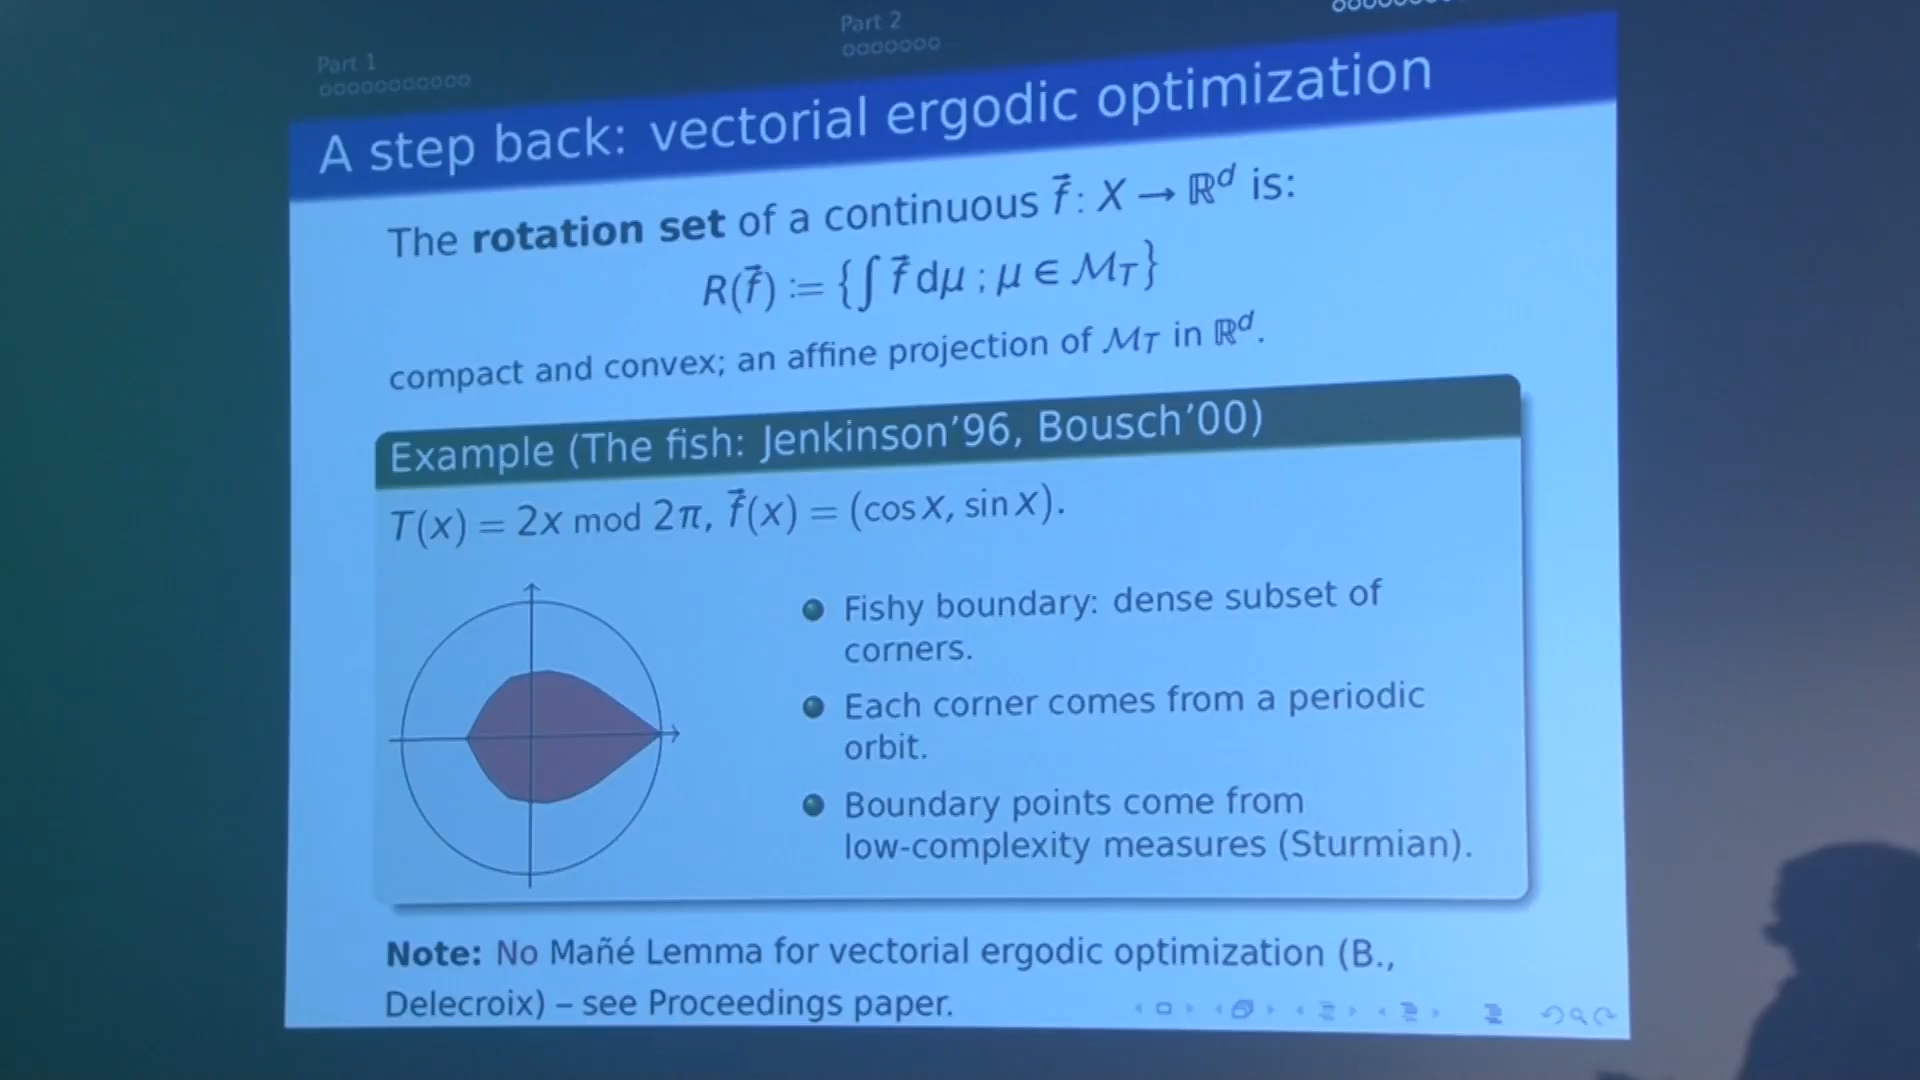 Part 1
Part 2
A step back: vectorial ergodic optimization
The rotation set of a continuous f⃗ : X → ℝᵈ is:
R(f⃗) := {∫ f⃗ dμ ; μ ∈ ℳ_T}
compact and convex; an affine projection of ℳ_T in ℝᵈ.
Example (The fish: Jenkinson’96, Bousch’00)
T(x) = 2x mod 2π, f⃗(x) = (cos x, sin x).
Fishy boundary: dense subset of
corners.
Each corner comes from a periodic
orbit.
Boundary points come from
low-complexity measures (Sturmian).
Note: No Mañé Lemma for vectorial ergodic optimization (B.,
Delecroix) – see Proceedings paper.